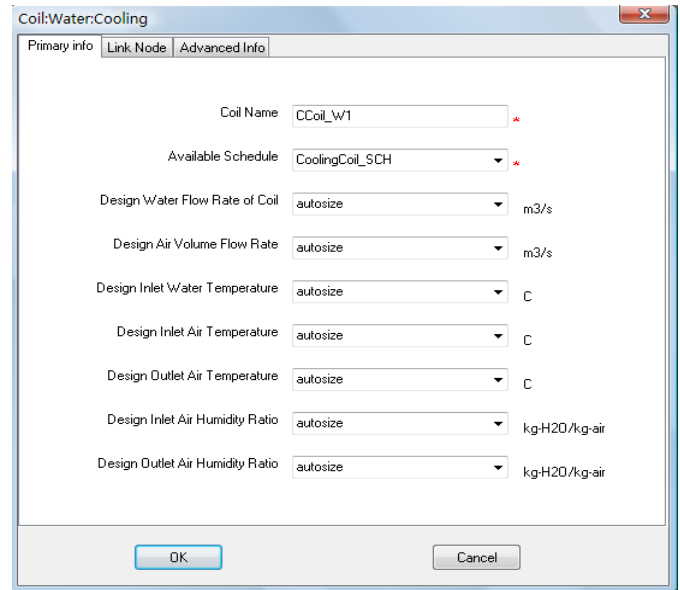 Coil:Water:Cooling
x
Primary info Link Node Advanced Info
Coil Name CCoil_W1 *
Available Schedule CoolingCoil_SCH *
Design Water Flow Rate of Coil autosize m3/s
Design Air Volume Flow Rate autosize m3/s
Design Inlet Water Temperature autosize C
Design Inlet Air Temperature autosize C
Design Outlet Air Temperature autosize C
Design Inlet Air Humidity Ratio autosize kg-H2O/kg-air
Design Outlet Air Humidity Ratio autosize kg-H2O/kg-air
OK Cancel